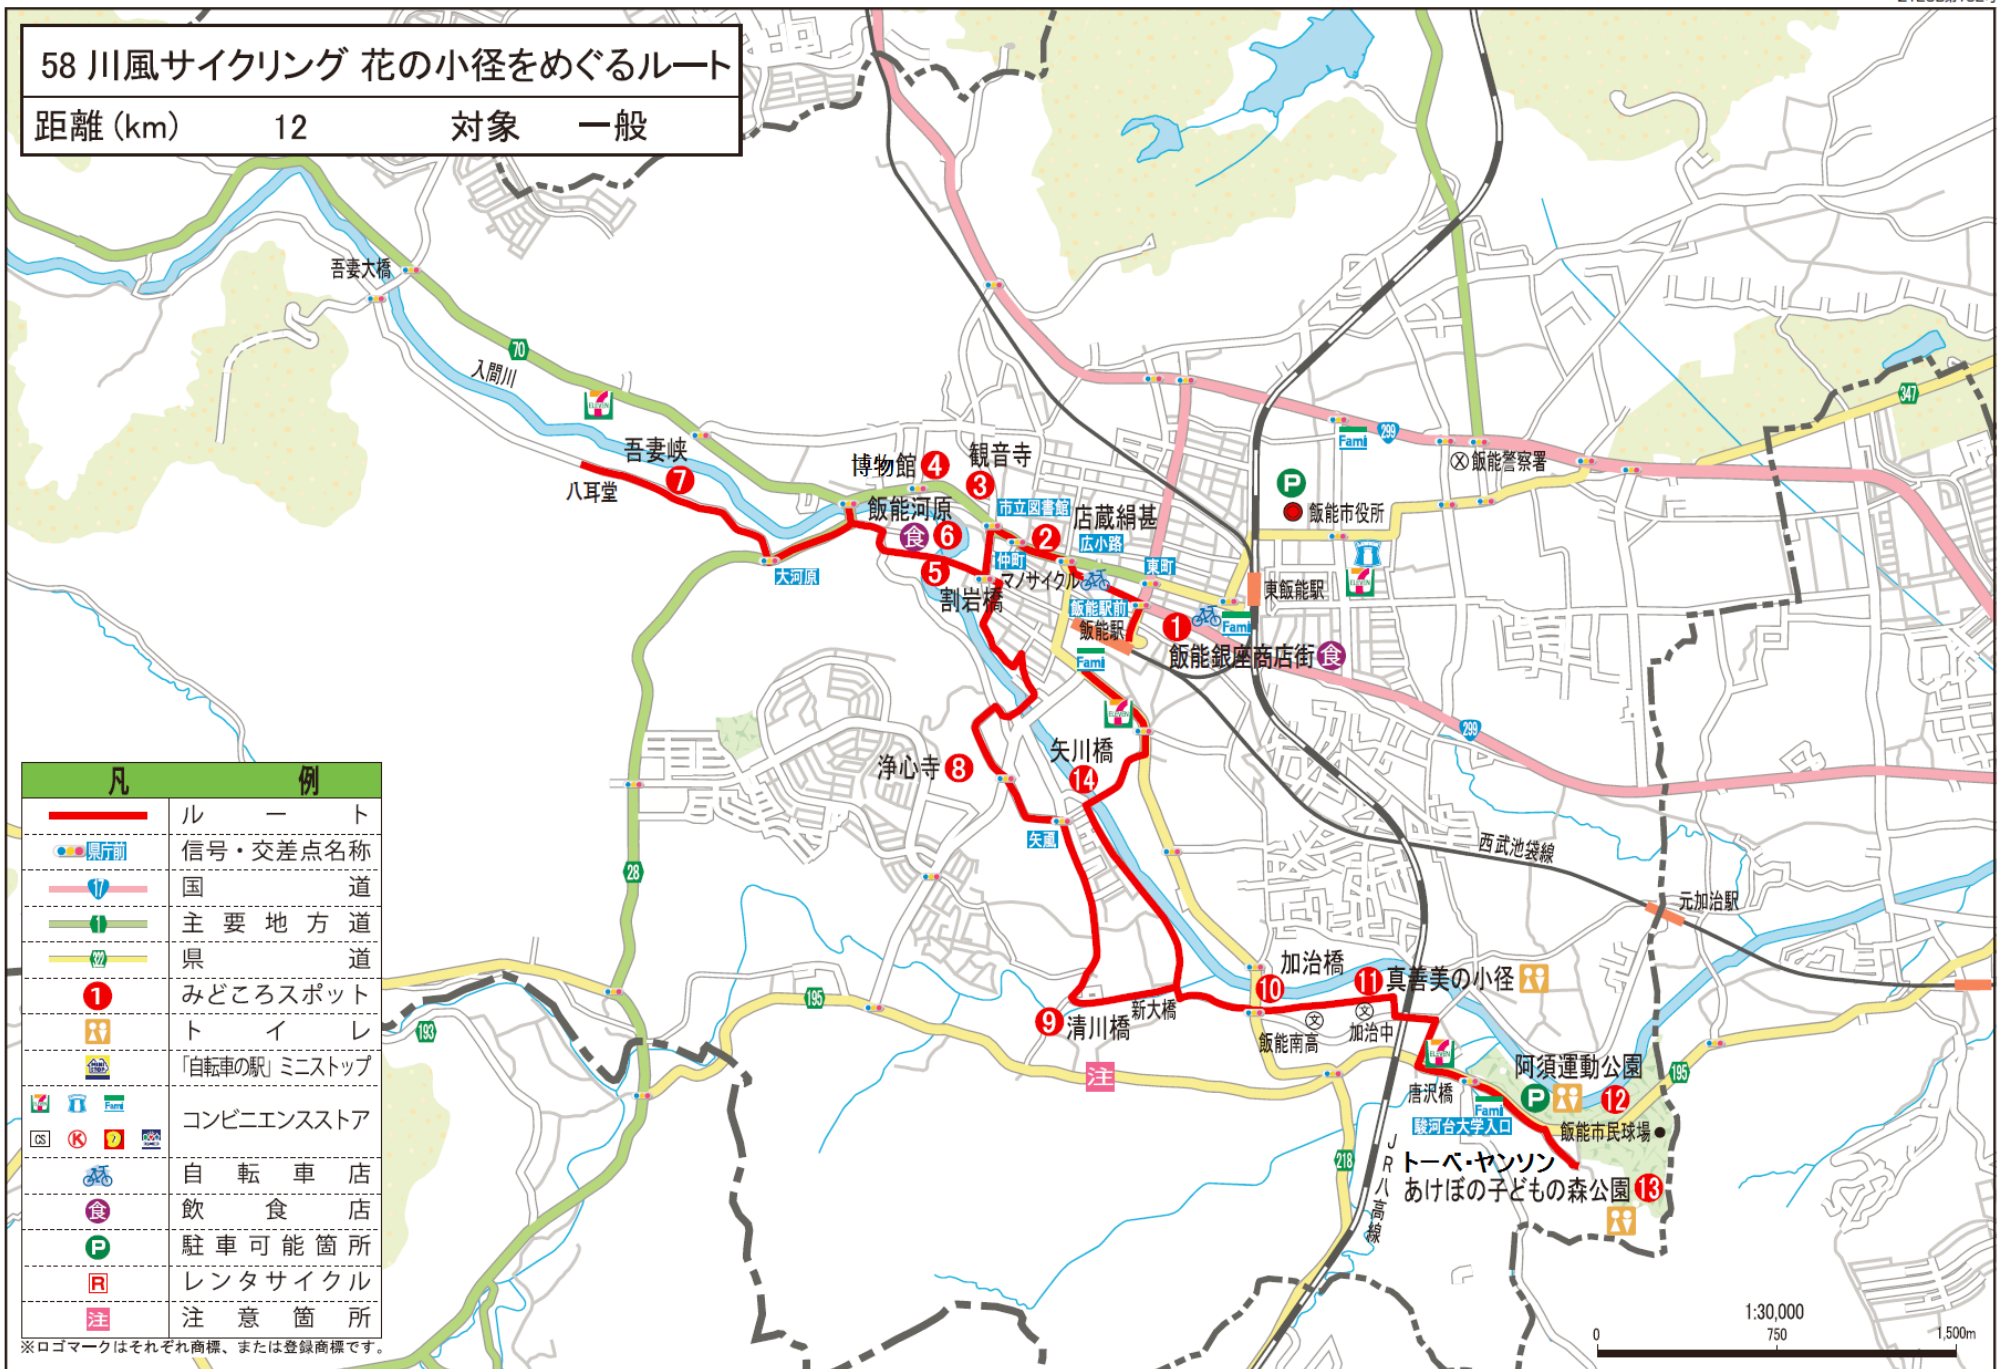 58 川風サイクリング 花の小径をめぐるルート
距離(km) 12 対象 一般
吾妻大橋
70
入間川
吾妻峡
7
八耳堂
博物館 4
観音寺
3
飯能河原
食 6
市立図書館
店蔵絹甚
2
広小路
仲町
5
割岩橋
マノサイクル
東町
大河原
飯能駅前
飯能駅
1
Fami
飯能銀座商店街 食
東飯能駅
P
飯能市役所
Fami
299
飯能警察署
347
ELEVEN
Fami
299
矢川橋
14
浄心寺 8
矢颪
28
西武池袋線
元加治駅
加治橋
10
11 真善美の小径
新大橋
9 清川橋
文
文
飯能南高
加治中
195
193
注
唐沢橋
阿須運動公園
P
12
195
Fami
駿河台大学入口
飯能市民球場
218
JR八高線
トーベ・ヤンソン
あけぼの子どもの森公園 13
凡例
ルート
県庁前 信号・交差点名称
17 国道
1 主要地方道
322 県道
1 みどころスポット
トイレ
「自転車の駅」ミニストップ
Fami
コンビニエンスストア
CS K
自転車店
食 飲食店
P 駐車可能箇所
R レンタサイクル
注 注意箇所
※ロゴマークはそれぞれ商標、または登録商標です。
1:30,000
0 750 1,500m